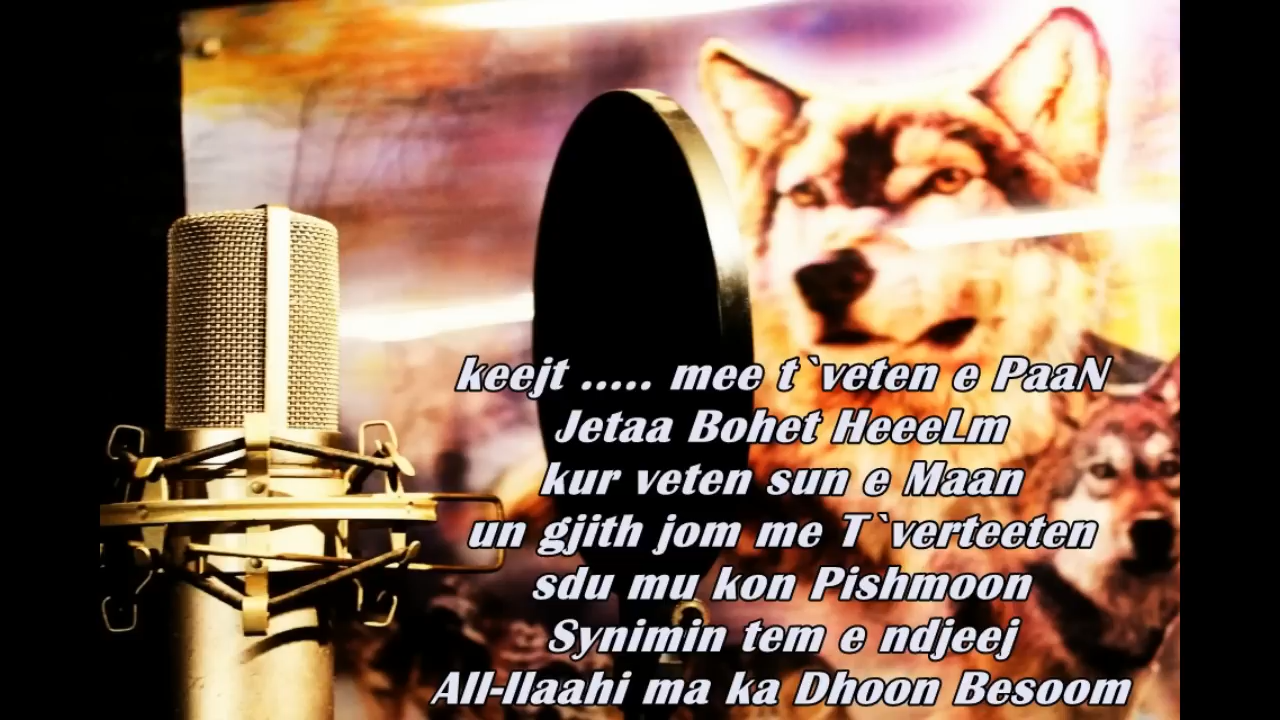 keejt ..... mee t`veten e PaaN
Jetaa Bohet HeeeLm
kur veten sun e Maan
un gjith jom me T`verteeten
sdu mu kon Pishmoon
Synimin tem e ndjeej
All-llaahi ma ka Dhoon Besoom